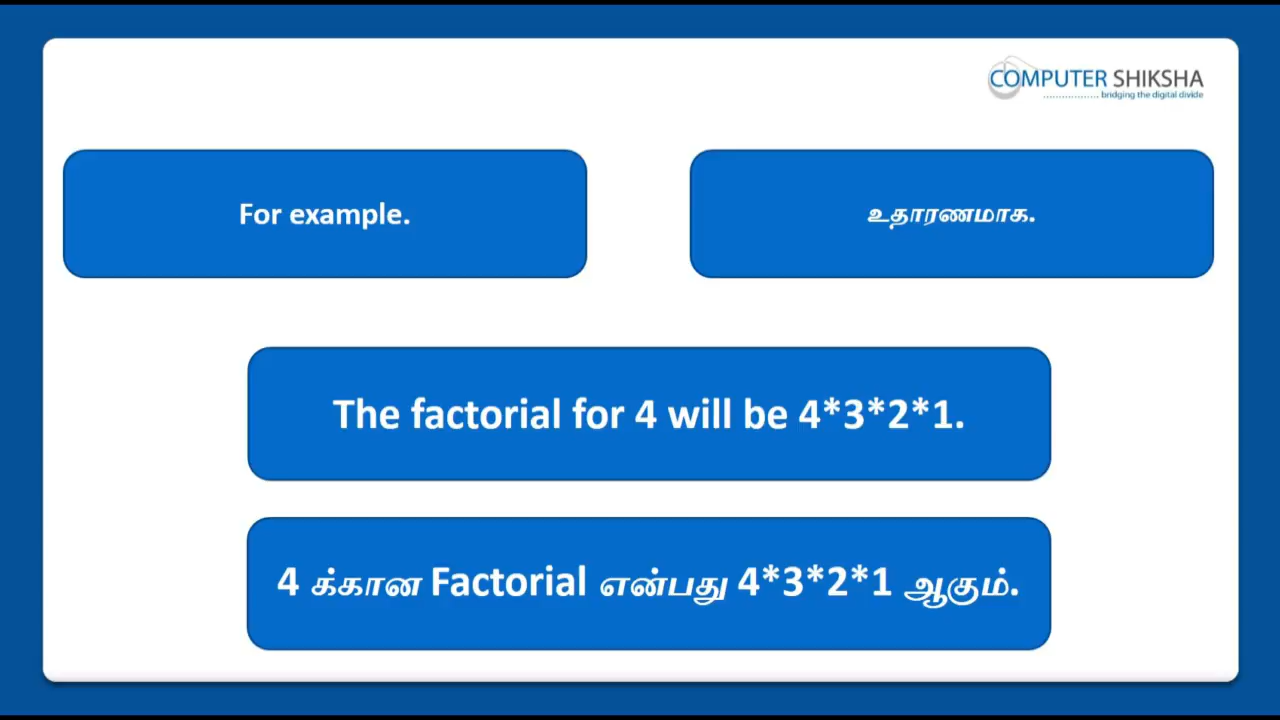 COMPUTER SHIKSHA
bridging the digital divide
For example.
உதாரணமாக.
The factorial for 4 will be 4*3*2*1.
4 க்கான Factorial என்பது 4*3*2*1 ஆகும்.